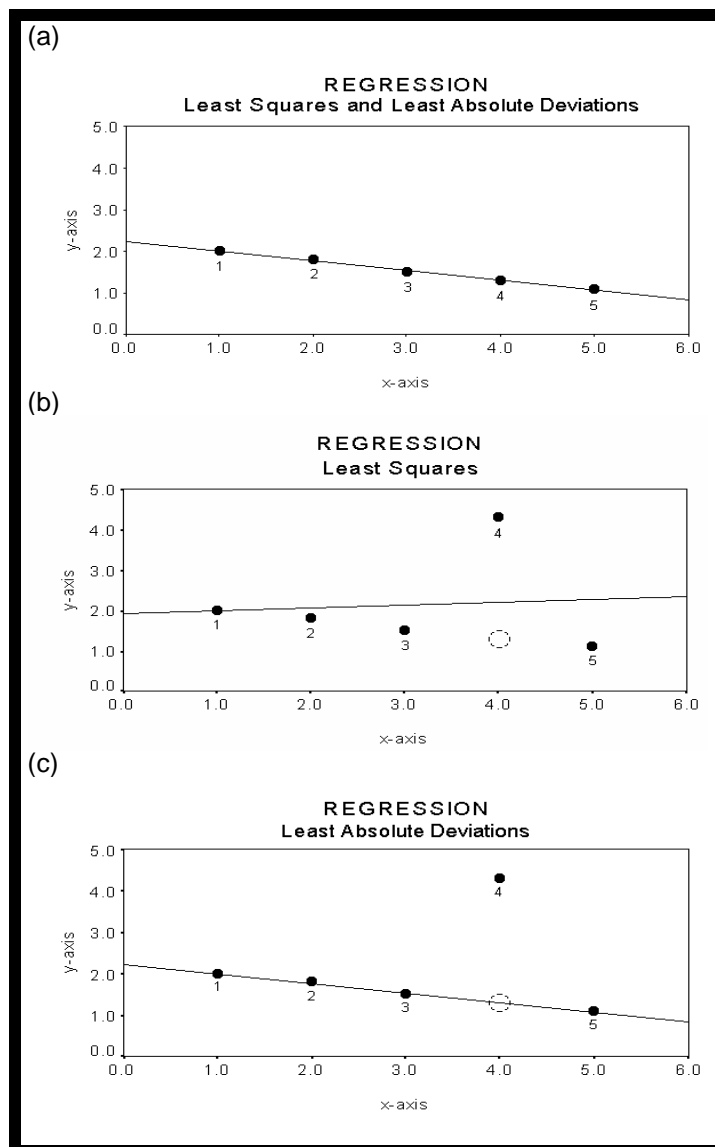 (a)
REGRESSION
Least Squares and Least Absolute Deviations
5.0
4.0
3.0
2.0
1.0
0.0
y-axis
1
2
3
4
5
0.0 1.0 2.0 3.0 4.0 5.0 6.0
x-axis
(b)
REGRESSION
Least Squares
5.0
4.0
3.0
2.0
1.0
0.0
y-axis
4
1
2
3
5
0.0 1.0 2.0 3.0 4.0 5.0 6.0
x-axis
(c)
REGRESSION
Least Absolute Deviations
5.0
4.0
3.0
2.0
1.0
0.0
y-axis
4
1
2
3
5
0.0 1.0 2.0 3.0 4.0 5.0 6.0
x-axis